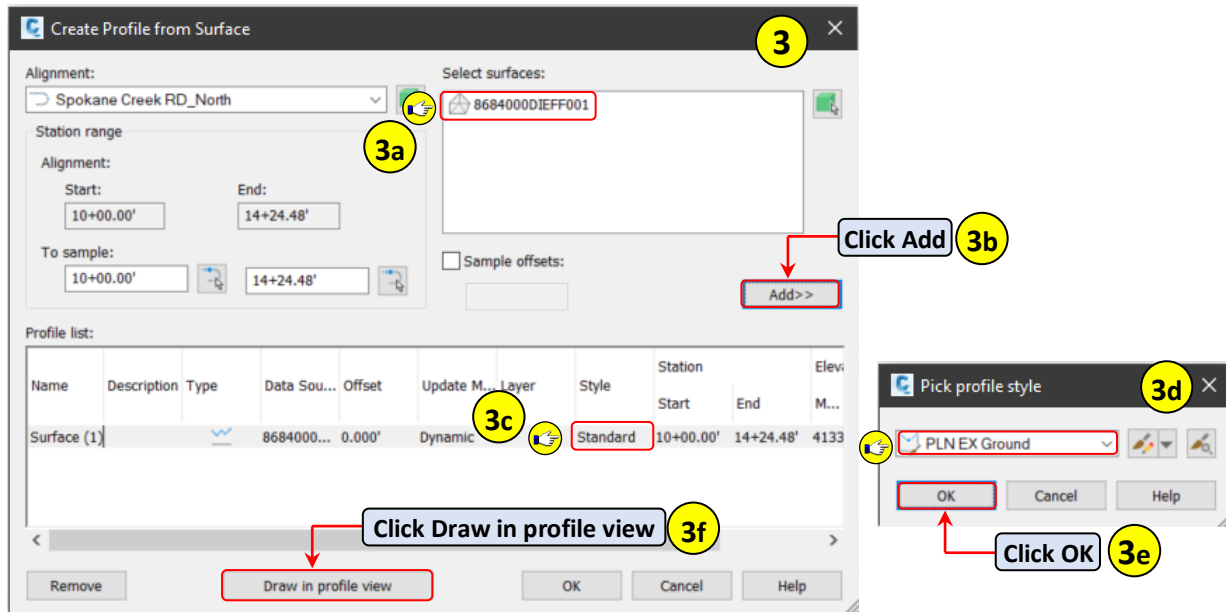 Create Profile from Surface
3
Alignment:
Spokane Creek RD_North
3a
Station range
Alignment:
Start:
End:
10+00.00'
14+24.48'
To sample:
10+00.00'
14+24.48'
Select surfaces:
8684000DIEFF001
Click Add
3b
Sample offsets:
Add>>
Profile list:
Name
Description
Type
Data Sou...
Offset
Update M...
Layer
Style
Station
Start
End
Elev
M...
3c
Surface (1)
8684000...
0.000'
Dynamic
Standard
10+00.00'
14+24.48'
4133
Click Draw in profile view
3f
Remove
Draw in profile view
OK
Cancel
Help
Pick profile style
3d
PLN EX Ground
OK
Cancel
Help
Click OK
3e